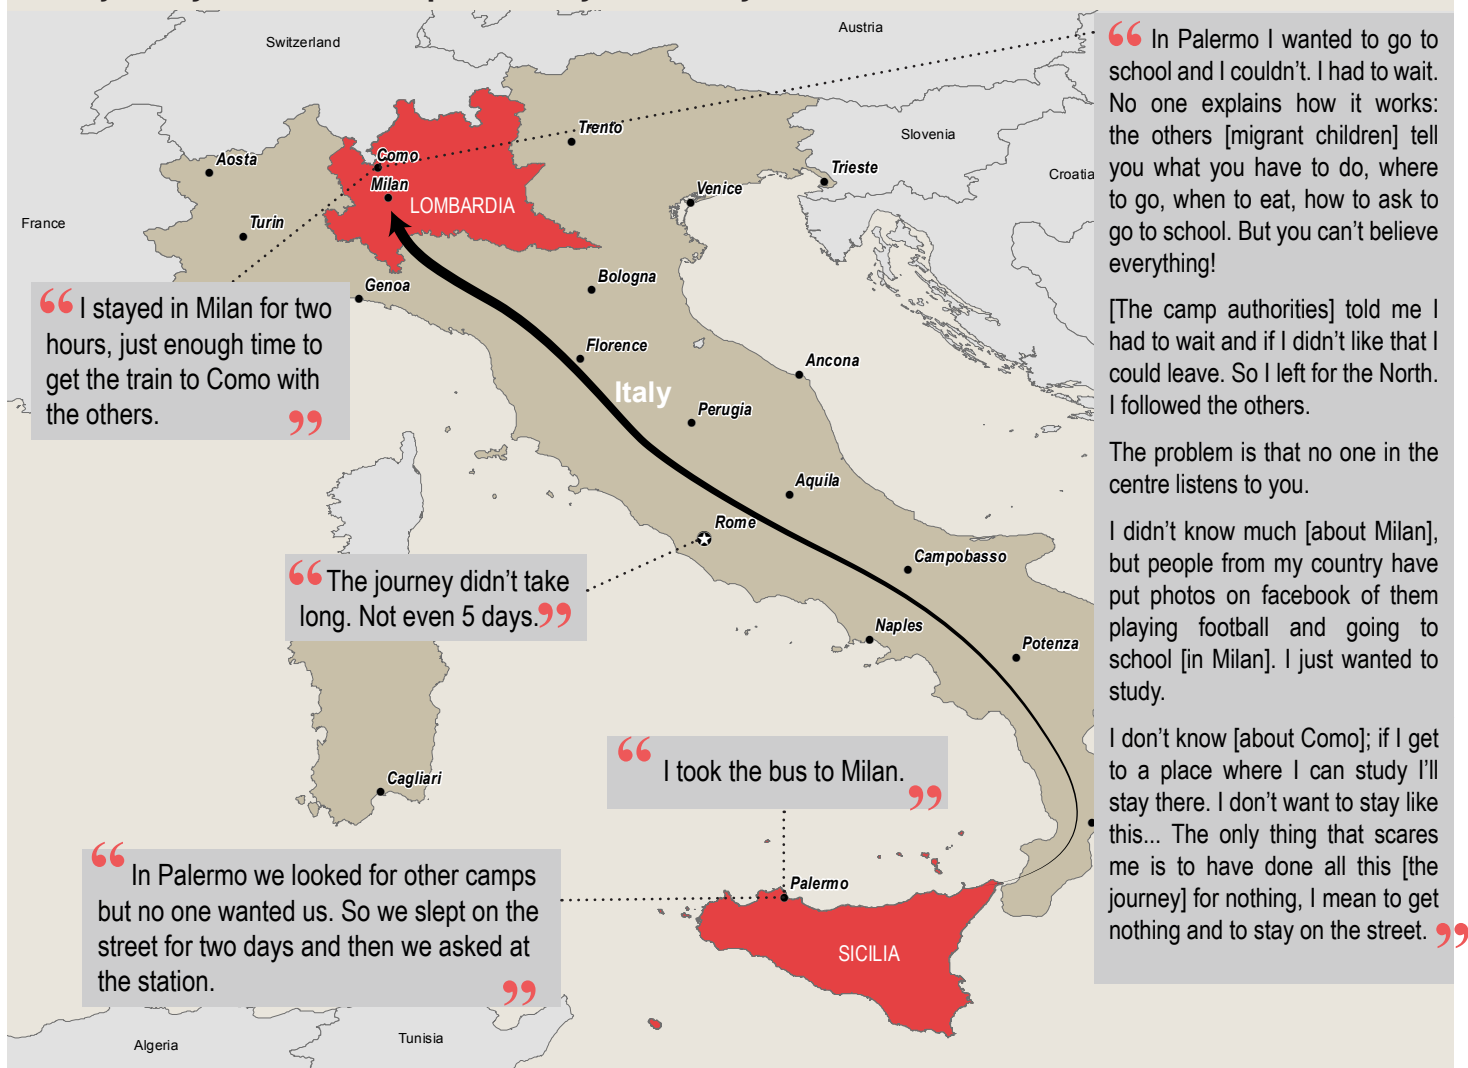 Switzerland
Austria
Slovenia
Croatia
France
Aosta
Turin
Como
Milan
LOMBARDIA
Trento
Venice
Trieste
Genoa
Bologna
Florence
Italy
Ancona
Perugia
Aquila
Rome
Campobasso
Naples
Potenza
Cagliari
Palermo
SICILIA
Algeria
Tunisia
“ I stayed in Milan for two
hours, just enough time to
get the train to Como with
the others. ”
“ The journey didn’t take
long. Not even 5 days.”
“ I took the bus to Milan. ”
“ In Palermo we looked for other camps
but no one wanted us. So we slept on the
street for two days and then we asked at
the station. ”
“ In Palermo I wanted to go to
school and I couldn’t. I had to wait.
No one explains how it works:
the others [migrant children] tell
you what you have to do, where
to go, when to eat, how to ask to
go to school. But you can’t believe
everything!
[The camp authorities] told me I
had to wait and if I didn’t like that I
could leave. So I left for the North.
I followed the others.
The problem is that no one in the
centre listens to you.
I didn’t know much [about Milan],
but people from my country have
put photos on facebook of them
playing football and going to
school [in Milan]. I just wanted to
study.
I don’t know [about Como]; if I get
to a place where I can study I’ll
stay there. I don’t want to stay like
this... The only thing that scares
me is to have done all this [the
journey] for nothing, I mean to get
nothing and to stay on the street. ”